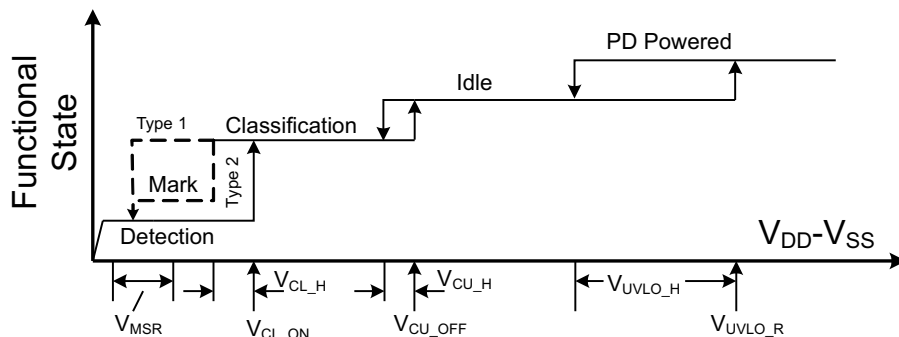 Functional
State
PD Powered
Idle
Type 1
Classification
Mark
Type 2
Detection
VDD-VSS
VMSR
VCL_H
VCL_ON
VCU_H
VCU_OFF
VUVLO_H
VUVLO_R